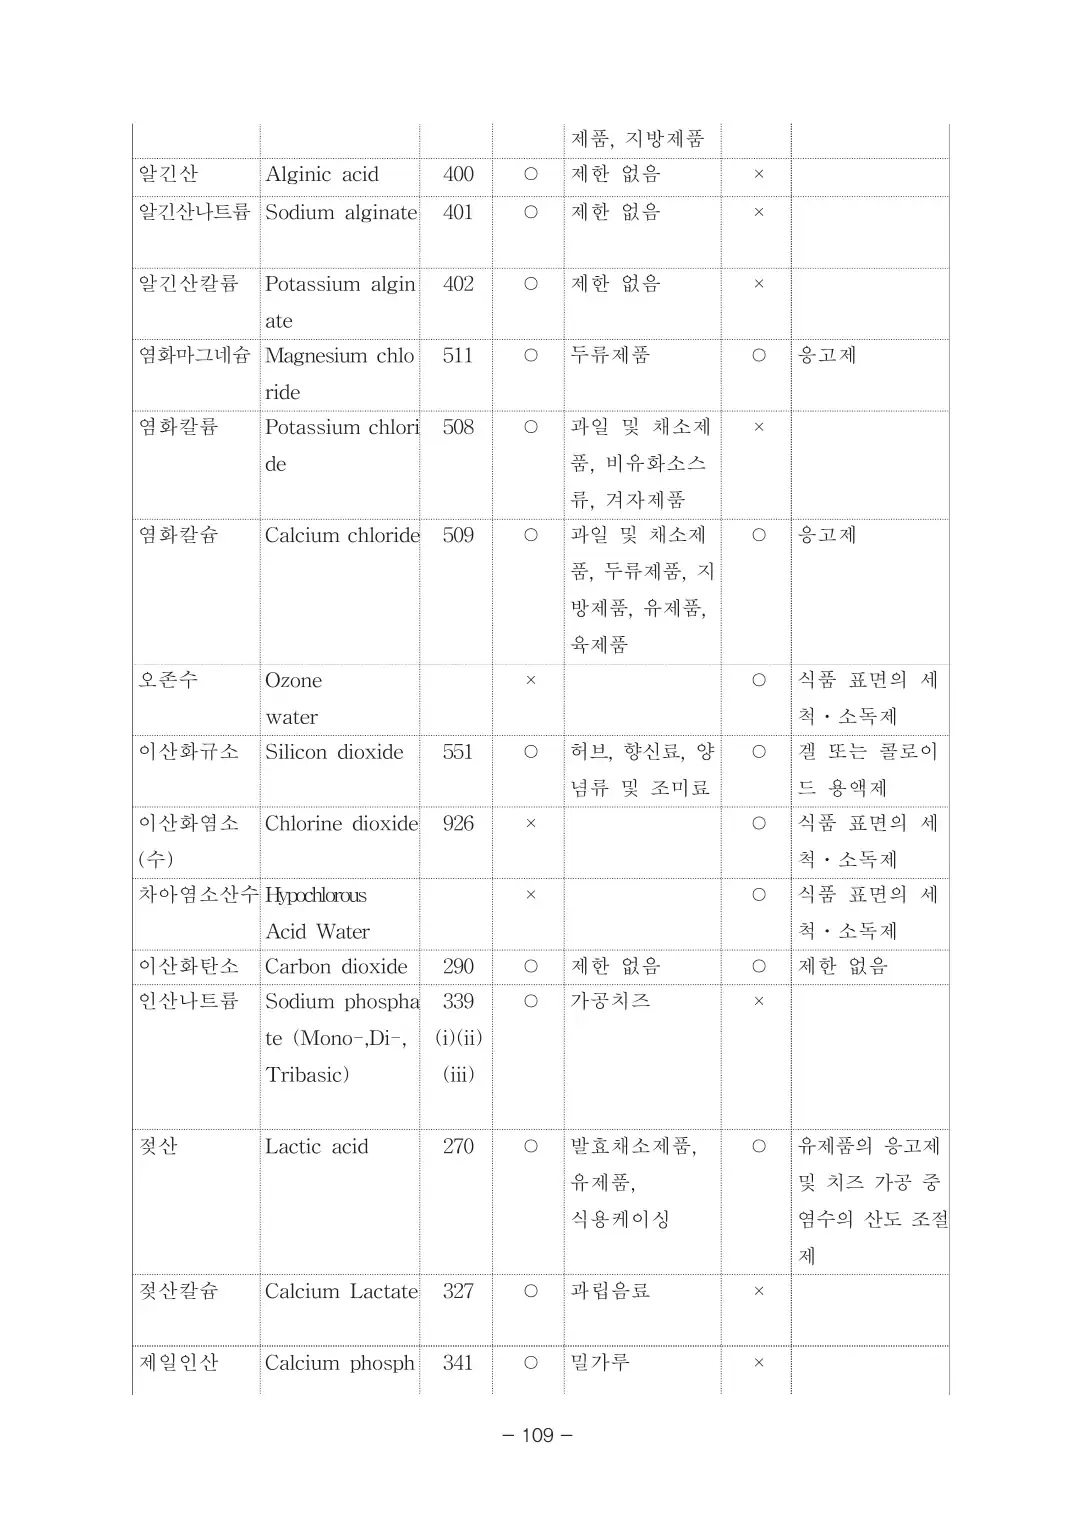 제품, 지방제품
알긴산 Alginic acid 400 ○ 제한 없음 ×
알긴산나트륨 Sodium alginate 401 ○ 제한 없음 ×
알긴산칼륨 Potassium algin 402 ○ 제한 없음 ×
ate
염화마그네슘 Magnesium chlo 511 ○ 두류제품 ○ 응고제
ride
염화칼륨 Potassium chlori 508 ○ 과일 및 채소제 ×
de 품, 비유화소스
류, 겨자제품
염화칼슘 Calcium chloride 509 ○ 과일 및 채소제 ○ 응고제
품, 두류제품, 지
방제품, 유제품,
육제품
오존수 Ozone × ○ 식품 표면의 세
water 척·소독제
이산화규소 Silicon dioxide 551 ○ 허브, 향신료, 양 ○ 겔 또는 콜로이
념류 및 조미료 드 용액제
이산화염소 Chlorine dioxide 926 × ○ 식품 표면의 세
(수) 척·소독제
차아염소산수 Hypochlorous × ○ 식품 표면의 세
Acid Water 척·소독제
이산화탄소 Carbon dioxide 290 ○ 제한 없음 ○ 제한 없음
인산나트륨 Sodium phospha 339 ○ 가공치즈 ×
te (Mono-,Di-, (i)(ii)
Tribasic) (iii)
젖산 Lactic acid 270 ○ 발효채소제품, ○ 유제품의 응고제
유제품, 및 치즈 가공 중
식용케이싱 염수의 산도 조절
제
젖산칼슘 Calcium Lactate 327 ○ 과립음료 ×
제일인산 Calcium phosph 341 ○ 밀가루 ×
- 109 -